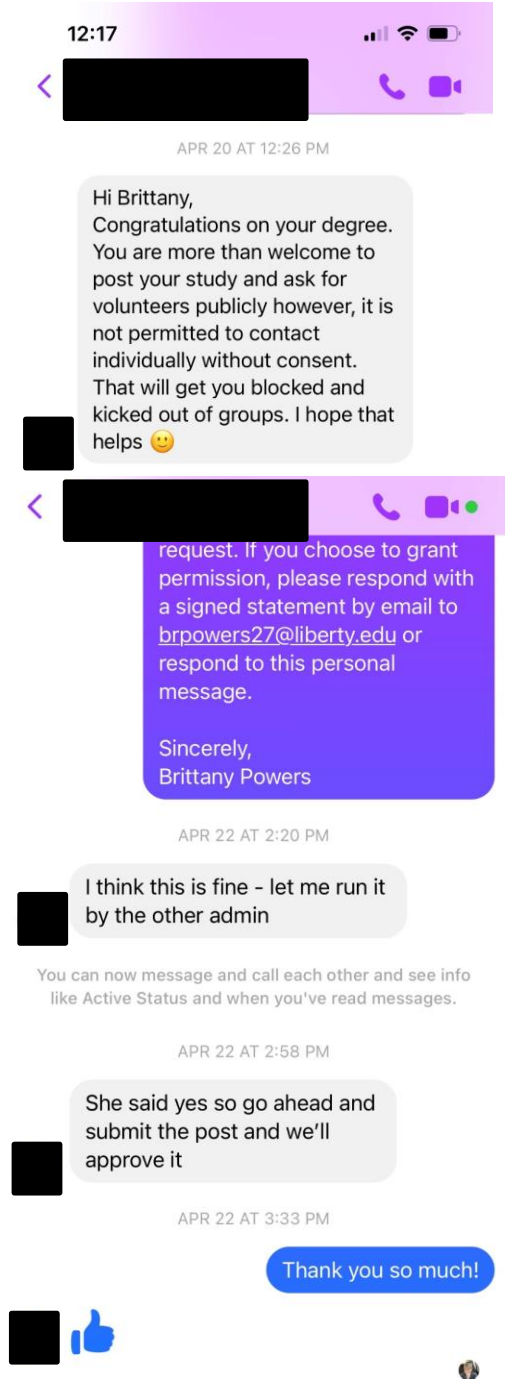 12:17
APR 20 AT 12:26 PM
Hi Brittany,
Congratulations on your degree.
You are more than welcome to
post your study and ask for
volunteers publicly however, it is
not permitted to contact
individually without consent.
That will get you blocked and
kicked out of groups. I hope that
helps 🙂
request. If you choose to grant
permission, please respond with
a signed statement by email to
brpowers27@liberty.edu or
respond to this personal
message.
Sincerely,
Brittany Powers
APR 22 AT 2:20 PM
I think this is fine - let me run it
by the other admin
You can now message and call each other and see info
like Active Status and when you've read messages.
APR 22 AT 2:58 PM
She said yes so go ahead and
submit the post and we’ll
approve it
APR 22 AT 3:33 PM
Thank you so much!